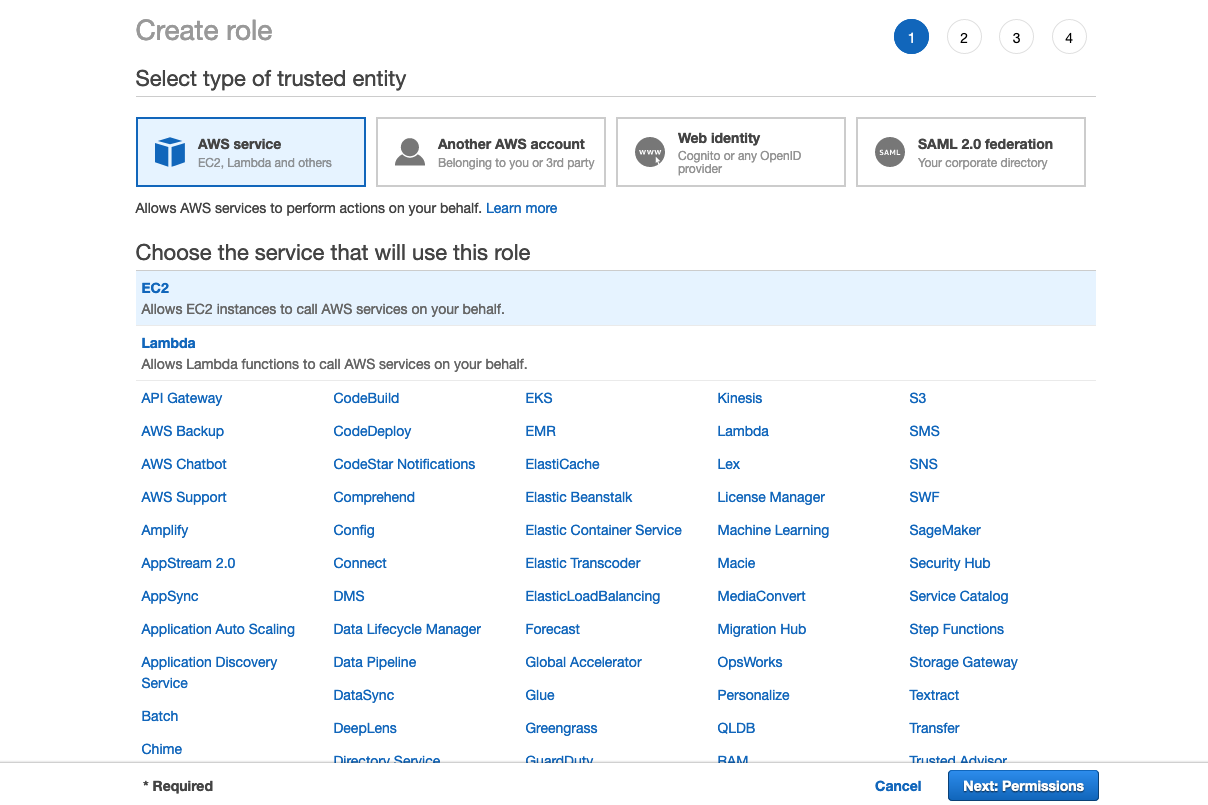 Create role
1 2 3 4
Select type of trusted entity
AWS service
EC2, Lambda and others
Another AWS account
Belonging to you or 3rd party
WWW
Web identity
Cognito or any OpenID
provider
SAML
SAML 2.0 federation
Your corporate directory
Allows AWS services to perform actions on your behalf. Learn more
Choose the service that will use this role
EC2
Allows EC2 instances to call AWS services on your behalf.
Lambda
Allows Lambda functions to call AWS services on your behalf.
API Gateway
AWS Backup
AWS Chatbot
AWS Support
Amplify
AppStream 2.0
AppSync
Application Auto Scaling
Application Discovery
Service
Batch
Chime
CodeBuild
CodeDeploy
CodeStar Notifications
Comprehend
Config
Connect
DMS
Data Lifecycle Manager
Data Pipeline
DataSync
DeepLens
Directory Service
EKS
EMR
ElastiCache
Elastic Beanstalk
Elastic Container Service
Elastic Transcoder
ElasticLoadBalancing
Forecast
Global Accelerator
Glue
Greengrass
GuardDuty
Kinesis
Lambda
Lex
License Manager
Machine Learning
Macie
MediaConvert
Migration Hub
OpsWorks
Personalize
QLDB
RAM
S3
SMS
SNS
SWF
SageMaker
Security Hub
Service Catalog
Step Functions
Storage Gateway
Textract
Transfer
Trusted Advisor
* Required
Cancel
Next: Permissions